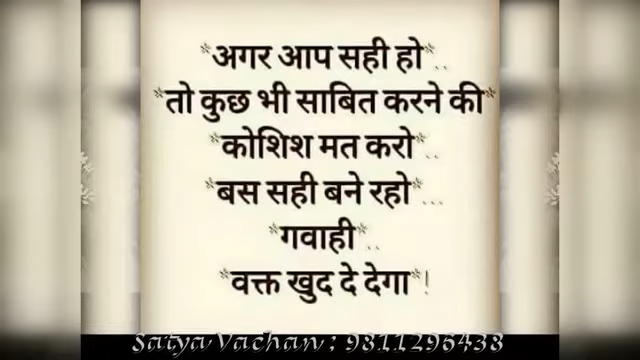 *अगर आप सही हो*..
*तो कुछ भी साबित करने की*
*कोशिश मत करो*..
*बस सही बने रहो*...
*गवाही*..
*वक्त खुद दे देगा*!
Satya Vachan : 9811296438